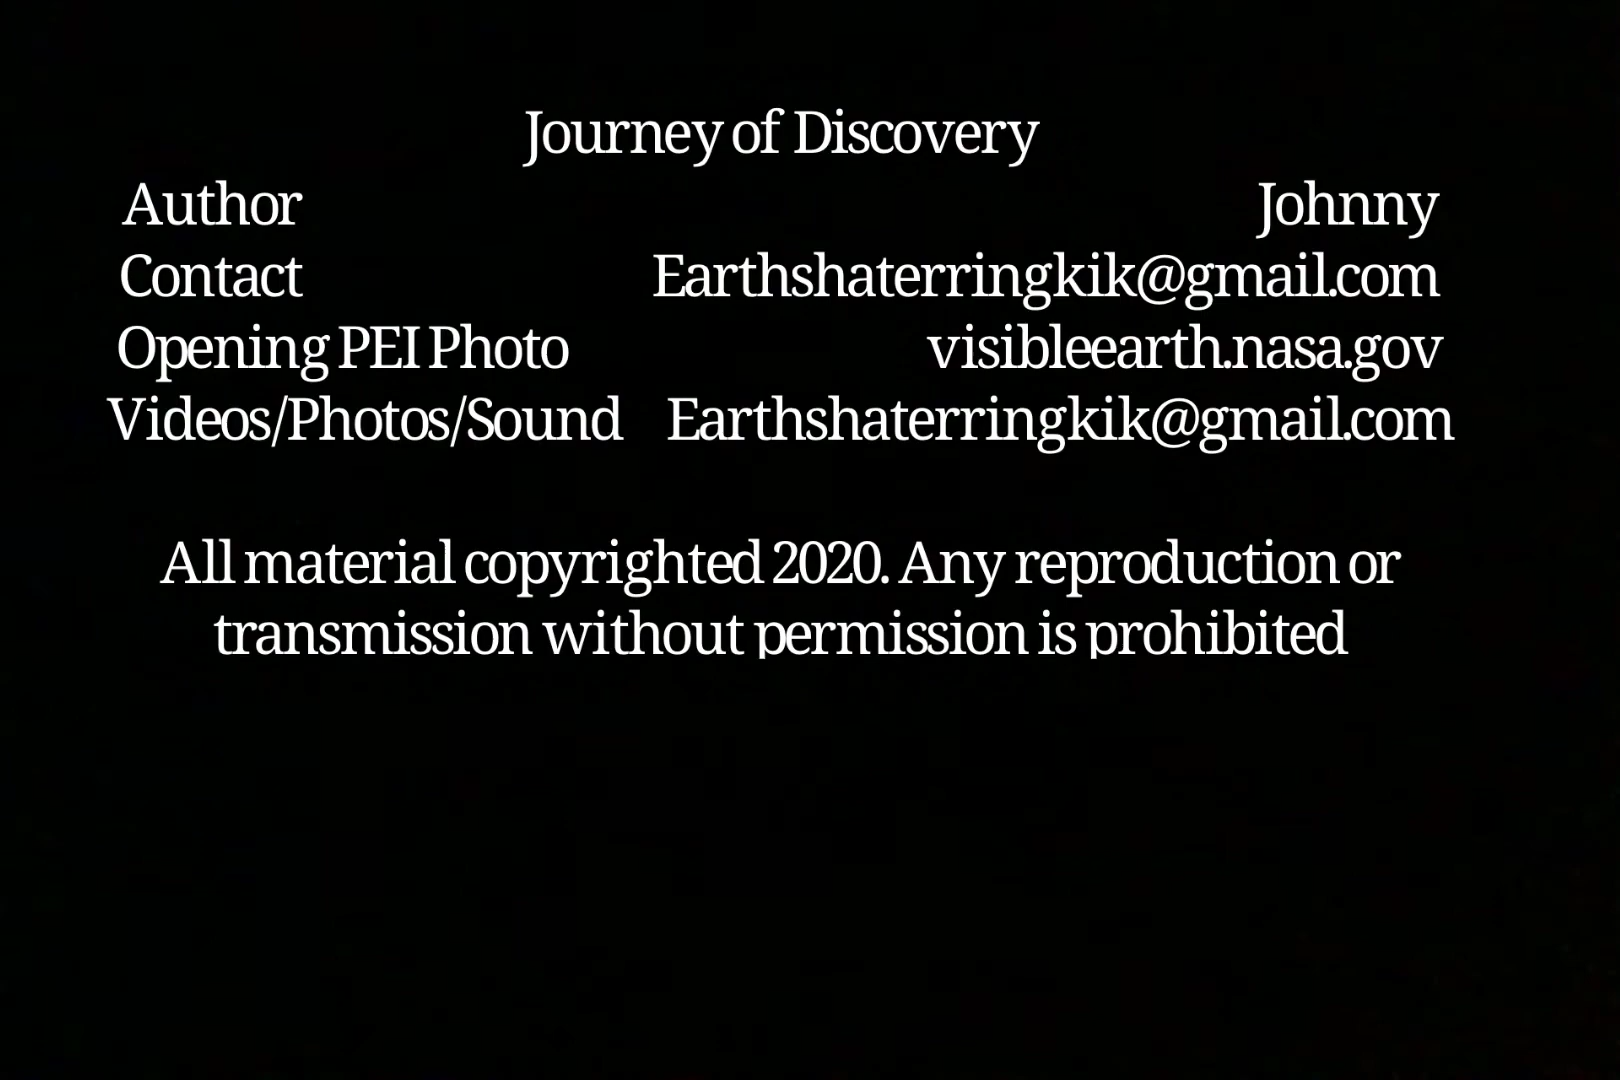 Journey of Discovery
Author Johnny
Contact Earthshaterringkik@gmail.com
Opening PEI Photo visibleearth.nasa.gov
Videos/Photos/Sound Earthshaterringkik@gmail.com
All material copyrighted 2020. Any reproduction or
transmission without permission is prohibited